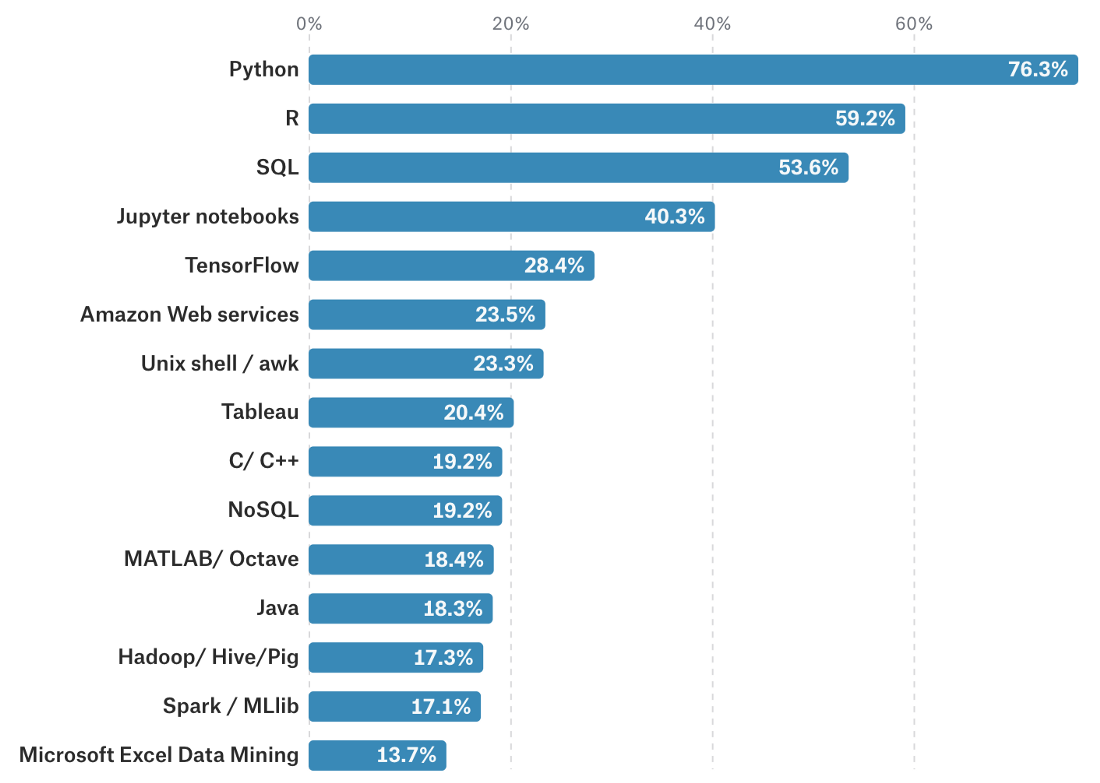 0% 20% 40% 60%
Python 76.3%
R 59.2%
SQL 53.6%
Jupyter notebooks 40.3%
TensorFlow 28.4%
Amazon Web services 23.5%
Unix shell / awk 23.3%
Tableau 20.4%
C/ C++ 19.2%
NoSQL 19.2%
MATLAB/ Octave 18.4%
Java 18.3%
Hadoop/ Hive/Pig 17.3%
Spark / MLlib 17.1%
Microsoft Excel Data Mining 13.7%